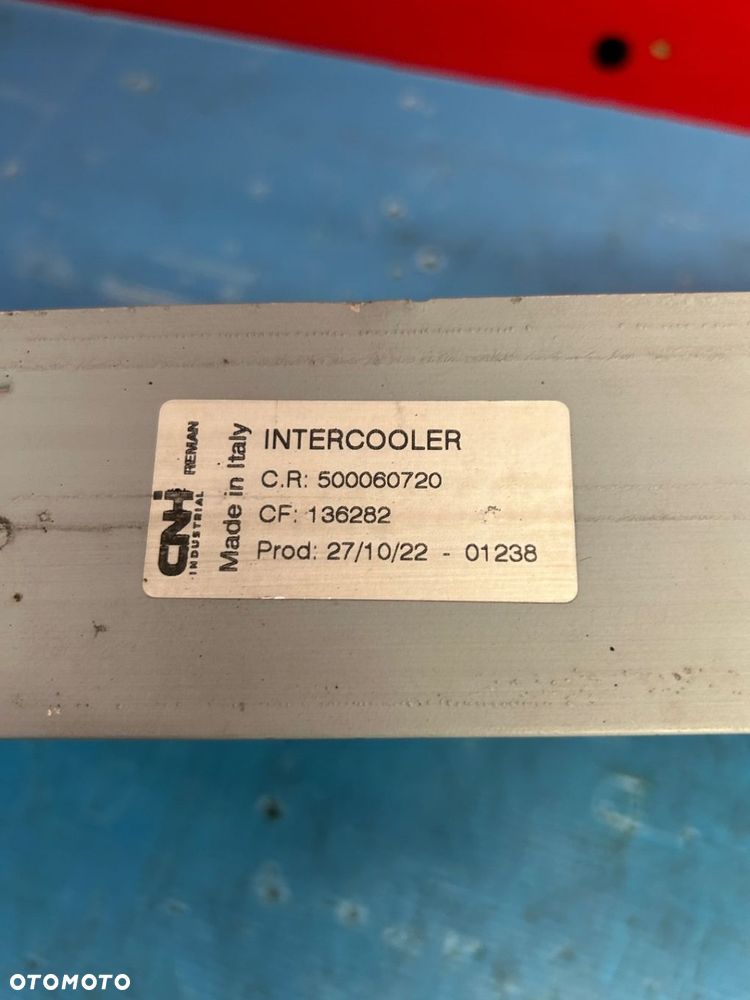 CNH
INDUSTRIAL
REMAN
Made in Italy
INTERCOOLER
C.R: 500060720
CF: 136282
Prod: 27/10/22 - 01238
OTOMOTO